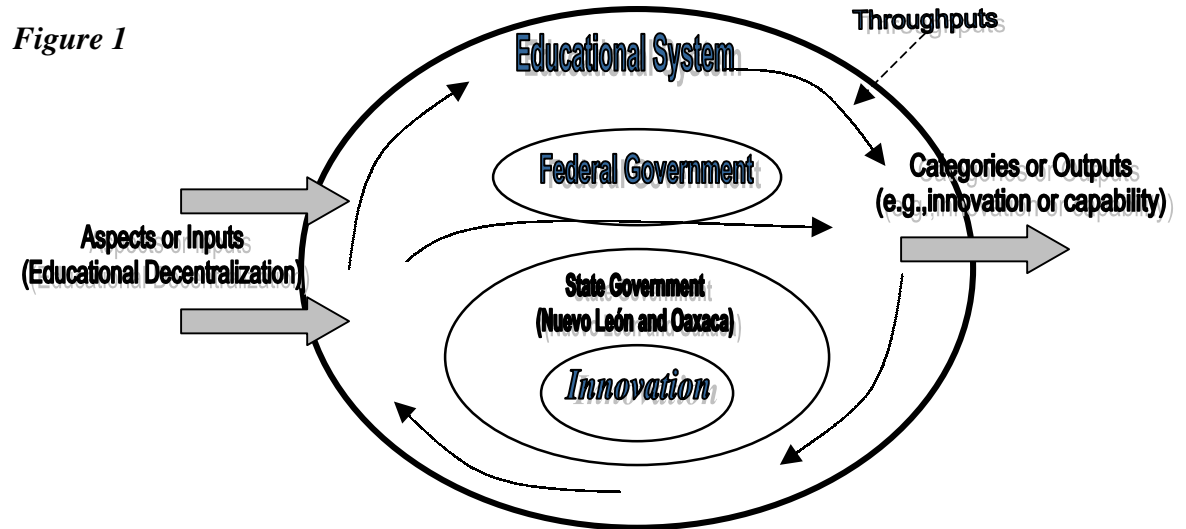 Figure 1
Throughputs
Educational System
Federal Government
Categories or Outputs
(e.g.,innovation or capability)
Aspects or Inputs
(Educational Decentralization)
State Government
(Nuevo León and Oaxaca)
Innovation